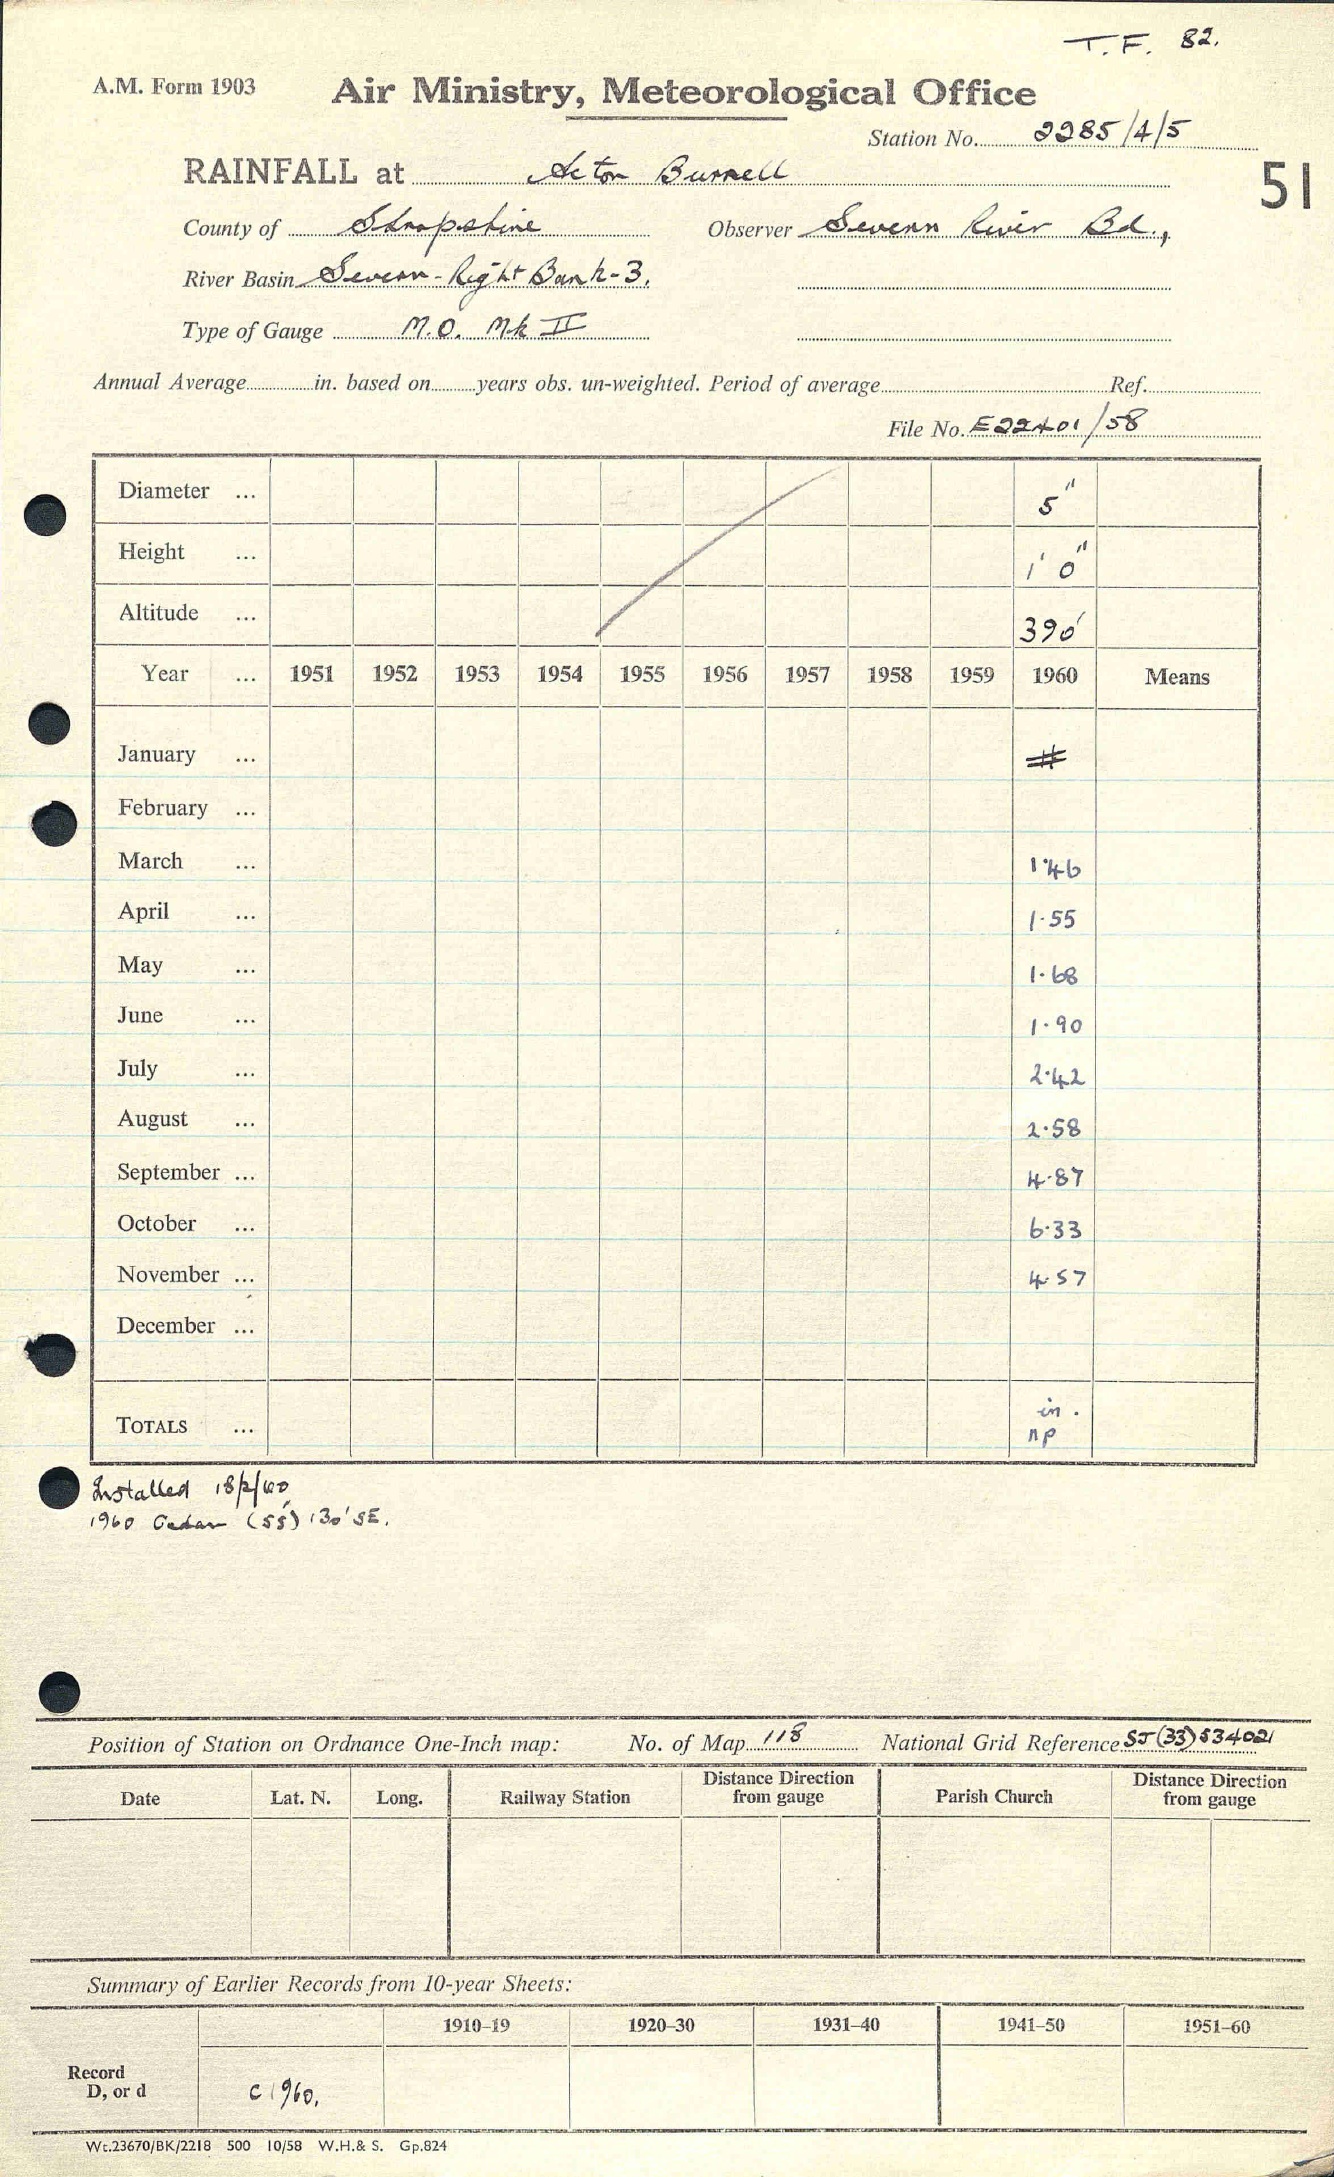 T.F. 82.
A.M. Form 1903
Air Ministry, Meteorological Office
Station No. 2285/4/5
RAINFALL at Acton Burnell
51
County of Shropshire Observer Severn River Bd.,
River Basin Severn-Right Bank-3.
Type of Gauge M.O. Mk II
Annual Average in. based on years obs. un-weighted. Period of average Ref.
File No. E22401/58
Diameter ... 5"
Height ... 1' 0"
Altitude ... 390'
Year ... 1951 1952 1953 1954 1955 1956 1957 1958 1959 1960 Means
January ... #
February ...
March ... 1.46
April ... 1.55
May ... 1.68
June ... 1.90
July ... 2.42
August ... 2.58
September ... 4.87
October ... 6.33
November ... 4.57
December ...
in.
TOTALS ... np
Installed 18/2/60
1960 Cedar (55') 130' SE.
Position of Station on Ordnance One-Inch map: No. of Map 118 National Grid Reference SJ(33)534021
Date Lat. N. Long. Railway Station Distance Direction from gauge Parish Church Distance Direction from gauge
Summary of Earlier Records from 10-year Sheets:
1910–19 1920–30 1931–40 1941–50 1951–60
Record
D, or d c1960.
Wt.23670/BK/2218 500 10/58 W.H.& S. Gp.824